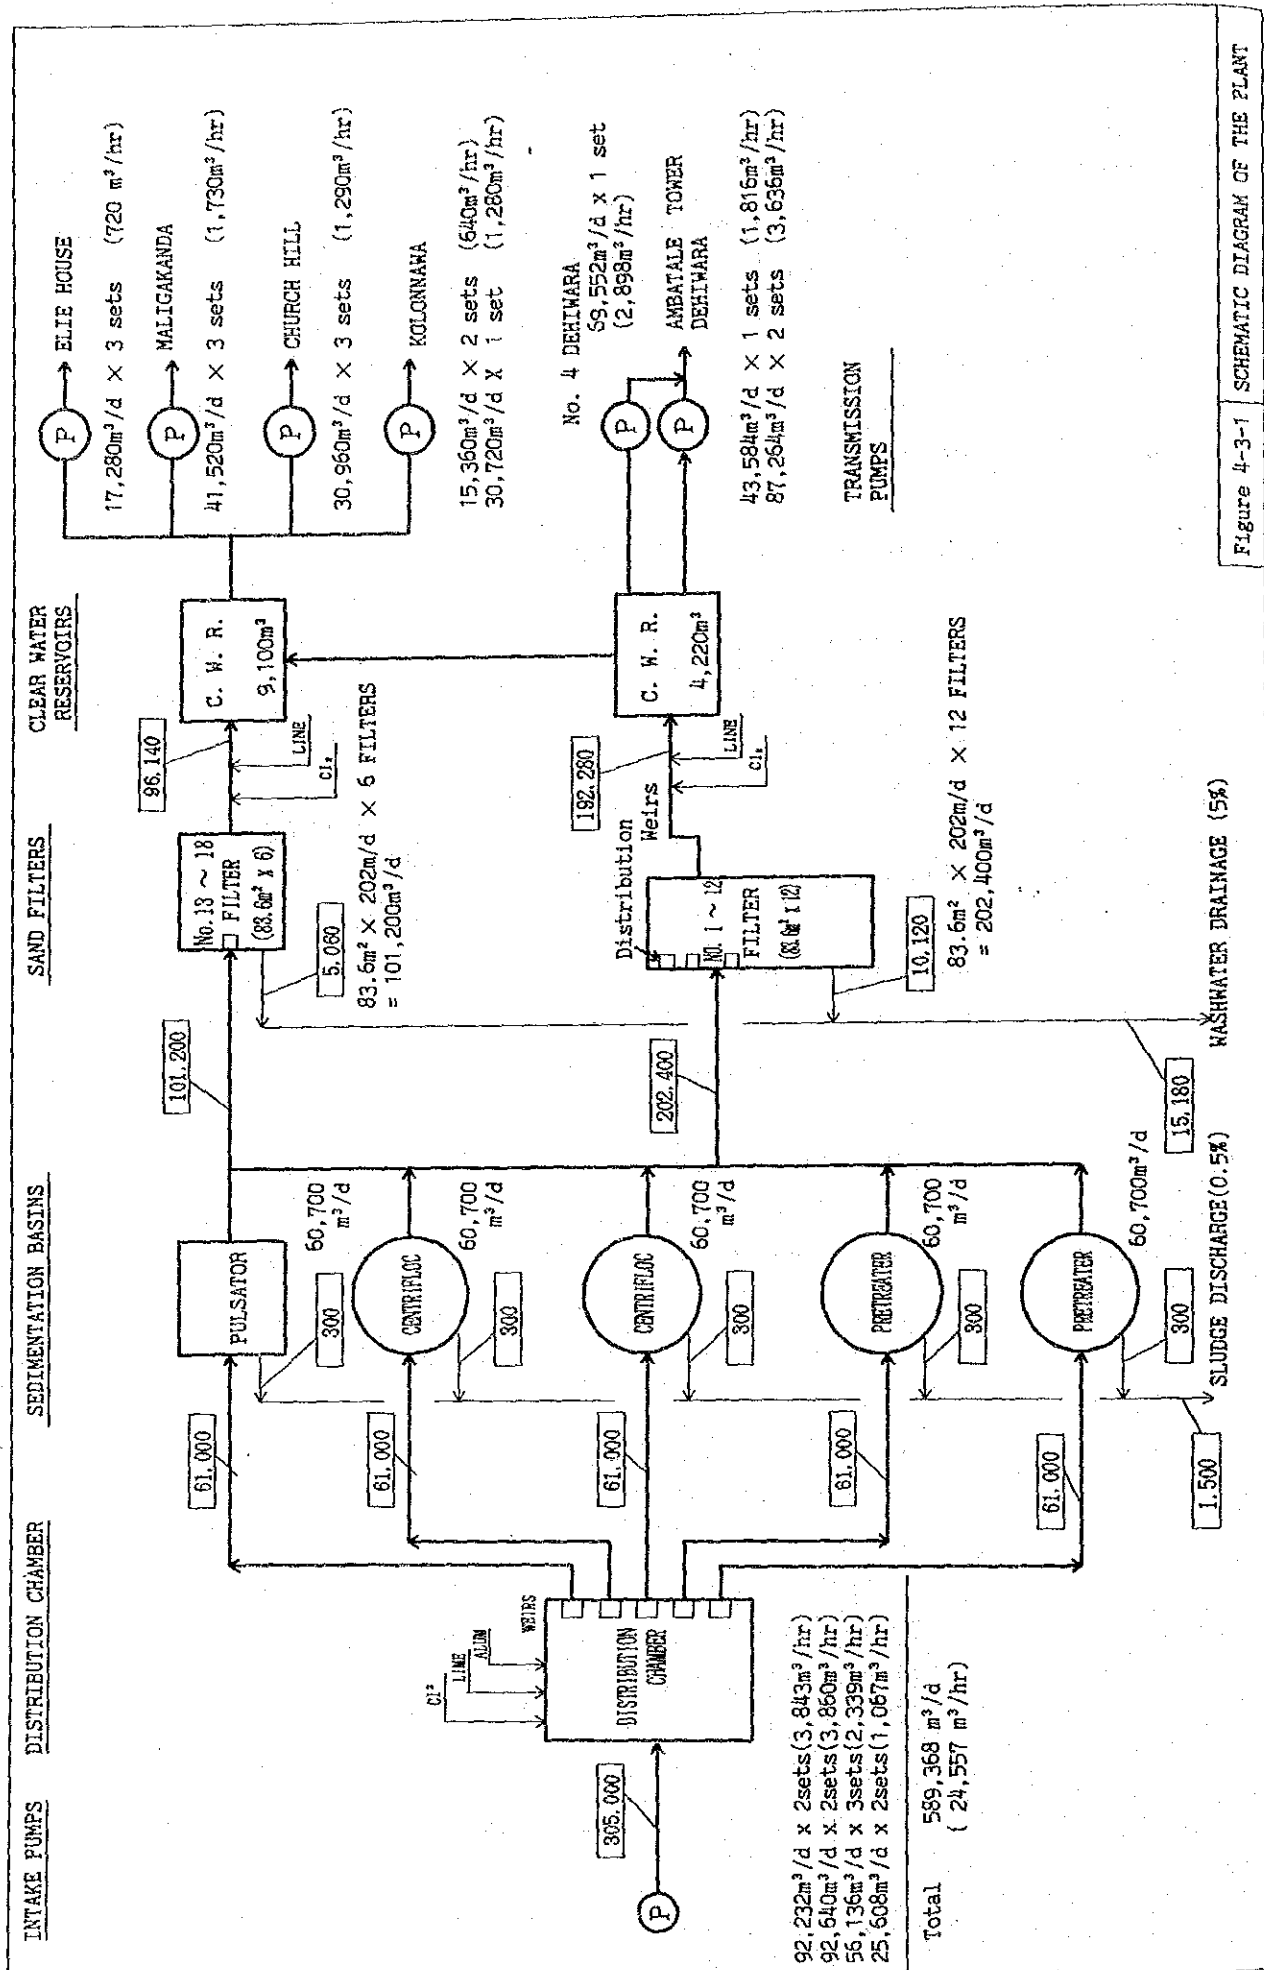 INTAKE PUMPS
DISTRIBUTION CHAMBER
SEDIMENTATION BASINS
SAND FILTERS
CLEAR WATER
RESERVOIRS
P
305.000
92,232m³/d x 2sets(3,843m³/hr)
92,640m³/d x 2sets(3,860m³/hr)
56,136m³/d x 3sets(2,339m³/hr)
25,608m³/d x 2sets(1,067m³/hr)
Total 589,368 m³/d
( 24,557 m³/hr)
Cl²
LIME
ALUM
WEIRS
DISTRIBUTION
CHAMBER
61.000
61.000
61.000
61.000
61.000
PULSATOR
60,700
m³/d
300
CENTRIFLOC
60,700
m³/d
300
CENTRIFLOC
60,700
m³/d
300
PRETREATER
60,700
m³/d
300
PRETREATER
60,700m³/d
300
1.500
SLUDGE DISCHARGE(0.5%)
101.200
202.400
No.13 ~ 18
FILTER
(83.6m² x 6)
5.060
83.6m² × 202m/d × 6 FILTERS
= 101,200m³/d
Distribution
Weirs
NO. 1 ~ 12
FILTER
(83.6m² x 12)
10.120
83.6m² × 202m/d × 12 FILTERS
= 202,400m³/d
15.180
WASHWATER DRAINAGE (5%)
96.140
Cl₂
LINE
C. W. R.
9,100m³
192.280
Cl₂
LINE
C. W. R.
4,220m³
P
ELIE HOUSE
17,280m³/d × 3 sets (720 m³/hr)
P
MALIGAKANDA
41,520m³/d × 3 sets (1,730m³/hr)
P
CHURCH HILL
30,960m³/d × 3 sets (1,290m³/hr)
P
KOLONNAWA
15,360m³/d × 2 sets (640m³/hr)
30,720m³/d X 1 set (1,280m³/hr)
No. 4 DEHIWARA
69,552m³/d x 1 set
(2,898m³/hr)
P
P
AMBATALE TOWER
DEHIWARA
43,584m³/d × 1 sets (1,816m³/hr)
87,264m³/d × 2 sets (3,636m³/hr)
TRANSMISSION
PUMPS
Figure 4-3-1 SCHEMATIC DIAGRAM OF THE PLANT